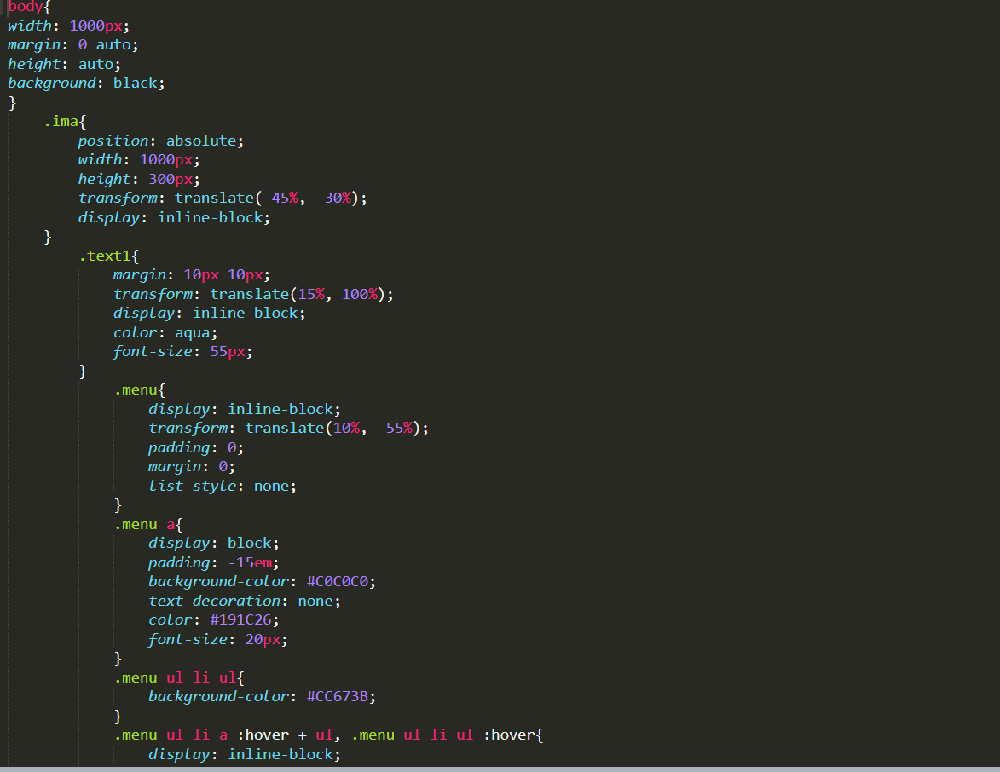 body{
width: 1000px;
margin: 0 auto;
height: auto;
background: black;
}
.ima{
position: absolute;
width: 1000px;
height: 300px;
transform: translate(-45%, -30%);
display: inline-block;
}
.text1{
margin: 10px 10px;
transform: translate(15%, 100%);
display: inline-block;
color: aqua;
font-size: 55px;
}
.menu{
display: inline-block;
transform: translate(10%, -55%);
padding: 0;
margin: 0;
list-style: none;
}
.menu a{
display: block;
padding: -15em;
background-color: #C0C0C0;
text-decoration: none;
color: #191C26;
font-size: 20px;
}
.menu ul li ul{
background-color: #CC673B;
}
.menu ul li a :hover + ul, .menu ul li ul :hover{
display: inline-block;